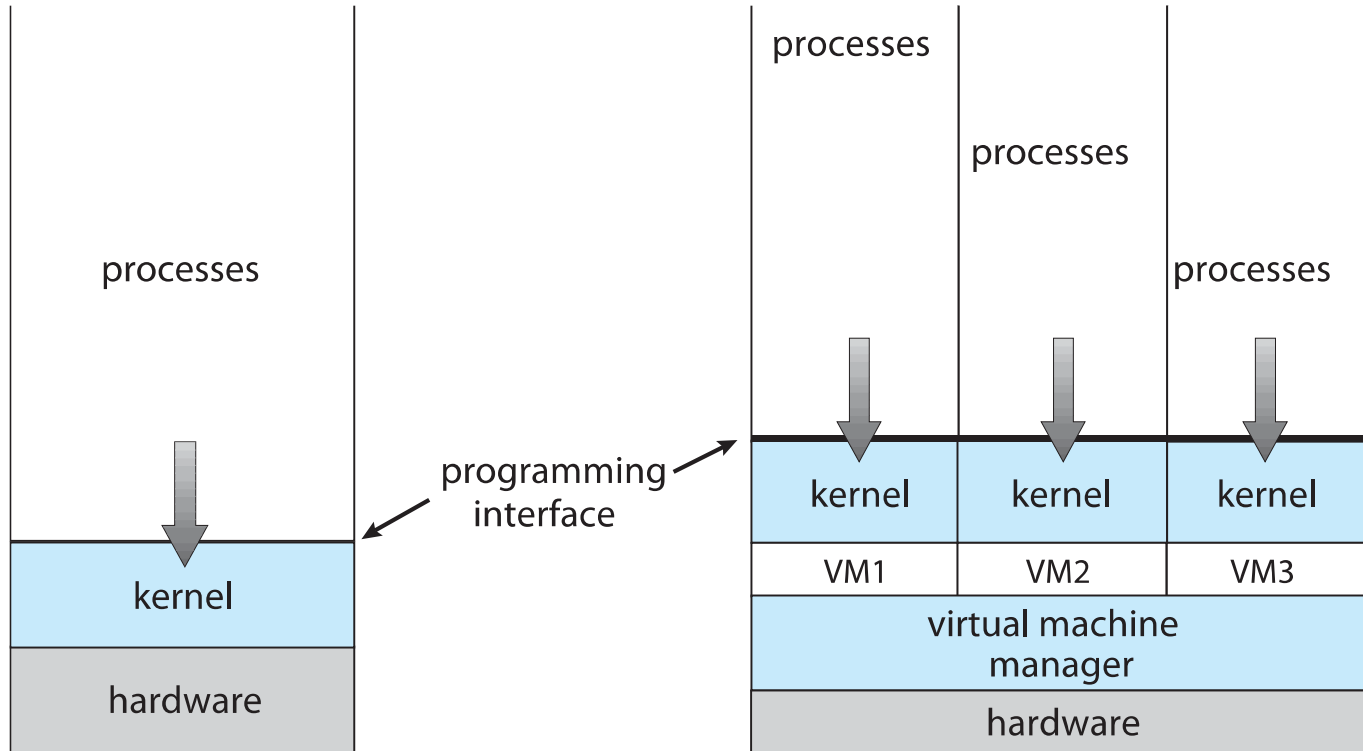 processes
programming
interface
kernel
hardware
processes
processes
processes
kernel
kernel
kernel
VM1
VM2
VM3
virtual machine
manager
hardware